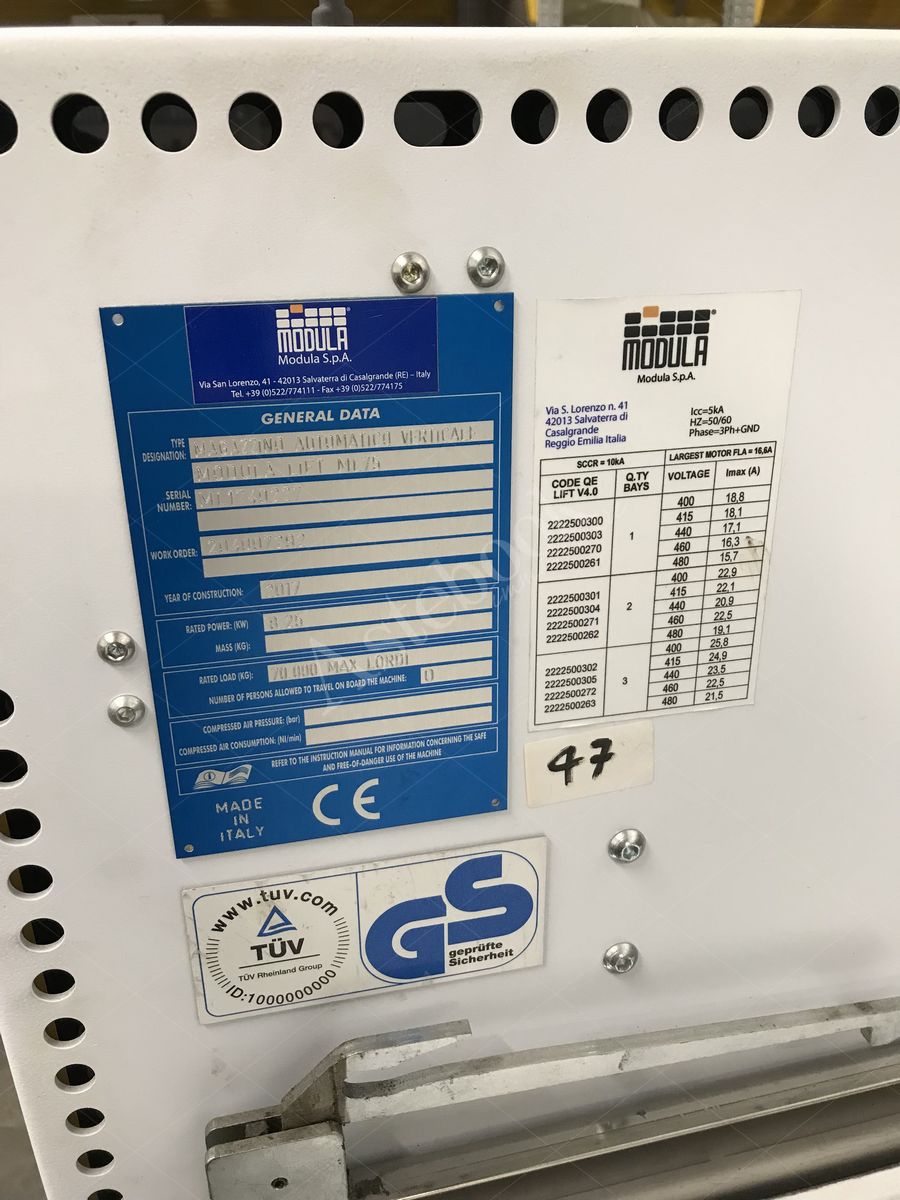 MODULA
Modula S.p.A.
Via San Lorenzo, 41 - 42013 Salvaterra di Casalgrande (RE) – Italy
Tel. +39 (0)522/774111 - Fax +39 (0)522/774175
GENERAL DATA
TYPE DESIGNATION: MAGAZZINO AUTOMATICO VERTICALE
MODULA LIFT ML75
SERIAL NUMBER:
WORK ORDER:
YEAR OF CONSTRUCTION: 2017
RATED POWER: (KW) 8.25
MASS (KG):
RATED LOAD (KG): 70.000 MAX LORDI
NUMBER OF PERSONS ALLOWED TO TRAVEL ON BOARD THE MACHINE: 0
COMPRESSED AIR PRESSURE: (bar)
COMPRESSED AIR CONSUMPTION: (Nl/min)
REFER TO THE INSTRUCTION MANUAL FOR INFORMATION CONCERNING THE SAFE
AND FREE-OF-DANGER USE OF THE MACHINE
MADE
IN
ITALY
CE
MODULA
Modula S.p.A.
Via S. Lorenzo n. 41
42013 Salvaterra di
Casalgrande
Reggio Emilia Italia
Icc=5kA
HZ=50/60
Phase=3Ph+GND
SCCR = 10kA LARGEST MOTOR FLA = 16,6A
CODE QE LIFT V4.0 Q.TY BAYS VOLTAGE Imax (A)
2222500300
2222500303
2222500270
2222500261
1
400 18,8
415 18,1
440 17,1
460 16,3
480 15,7
2222500301
2222500304
2222500271
2222500262
2
400 22,9
415 22,1
440 20,9
460 22,5
480 19,1
2222500302
2222500305
2222500272
2222500263
3
400 25,8
415 24,9
440 23,5
460 22,5
480 21,5
47
www.tuv.com
TÜV
TÜV Rheinland Group
ID:1000000000
GS
geprüfte
Sicherheit